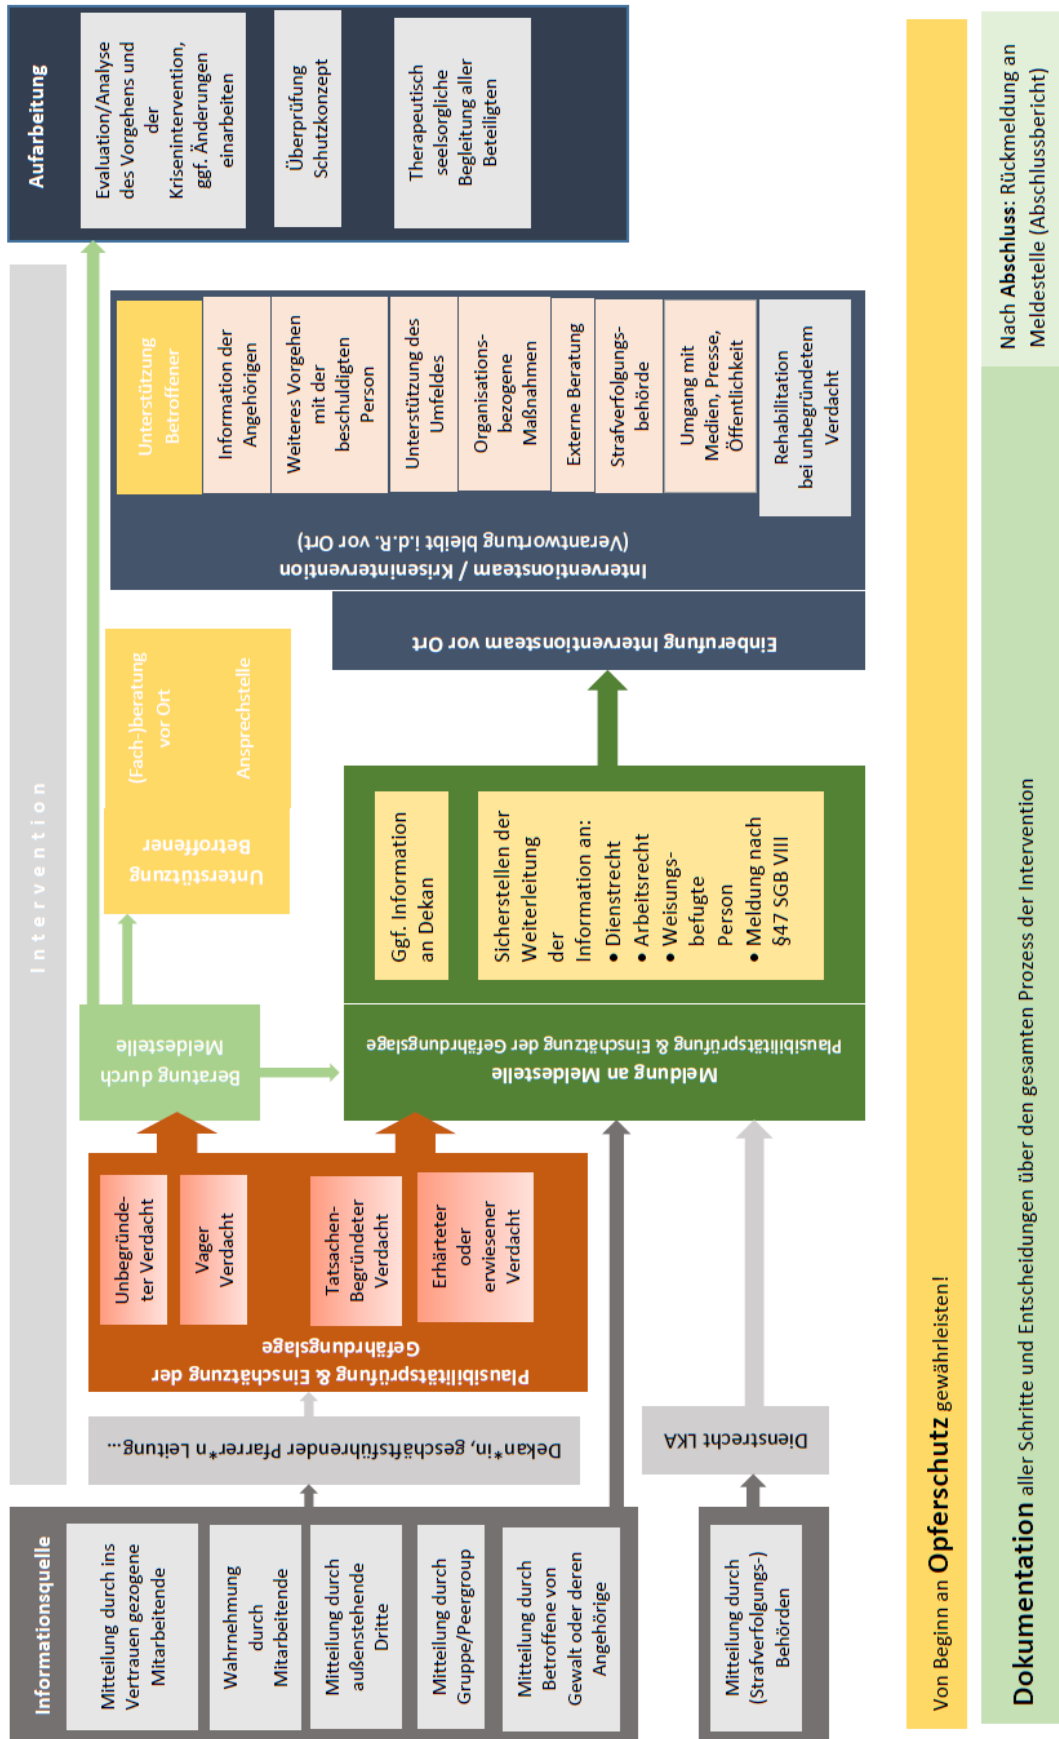 Informationsquelle
Mitteilung durch ins
Vertrauen gezogene
Mitarbeitende
Wahrnehmung
durch
Mitarbeitende
Mitteilung durch
außenstehende
Dritte
Mitteilung durch
Gruppe/Peergroup
Mitteilung durch
Betroffene von
Gewalt oder deren
Angehörige
Mitteilung durch
(Strafverfolgungs-)
Behörden
Intervention
Dekan*in, geschäftsführender Pfarrer*n Leitung...
Dienstrecht LKA
Plausibilitätsprüfung & Einschätzung der
Gefährdungslage
Unbegründe-
ter Verdacht
Vager
Verdacht
Tatsachen-
Begründeter
Verdacht
Erhärteter
oder
erwiesener
Verdacht
Beratung durch
Meldestelle
Meldung an Meldestelle
Plausibilitätsprüfung & Einschätzung der Gefährdungslage
Ggf. Information
an Dekan
Sicherstellen der
Weiterleitung
der
Information an:
• Dienstrecht
• Arbeitsrecht
• Weisungs-
befugte
Person
• Meldung nach
§47 SGB VIII
Unterstützung
Betroffener
(Fach-)beratung
vor Ort
Ansprechstelle
Einberufung Interventionsteam vor Ort
Interventionsteam / Krisenintervention
(Verantwortung bleibt i.d.R. vor Ort)
Unterstützung
Betroffener
Information der
Angehörigen
Weiteres Vorgehen
mit der
beschuldigten
Person
Unterstützung des
Umfeldes
Organisations-
bezogene
Maßnahmen
Externe Beratung
Strafverfolgungs-
behörde
Umgang mit
Medien, Presse,
Öffentlichkeit
Rehabilitation
bei unbegründetem
Verdacht
Aufarbeitung
Evaluation/Analyse
des Vorgehens und
der
Krisenintervention,
ggf. Änderungen
einarbeiten
Überprüfung
Schutzkonzept
Therapeutisch
seelsorgliche
Begleitung aller
Beteiligten
Von Beginn an Opferschutz gewährleisten!
Dokumentation aller Schritte und Entscheidungen über den gesamten Prozess der Intervention
Nach Abschluss: Rückmeldung an
Meldestelle (Abschlussbericht)